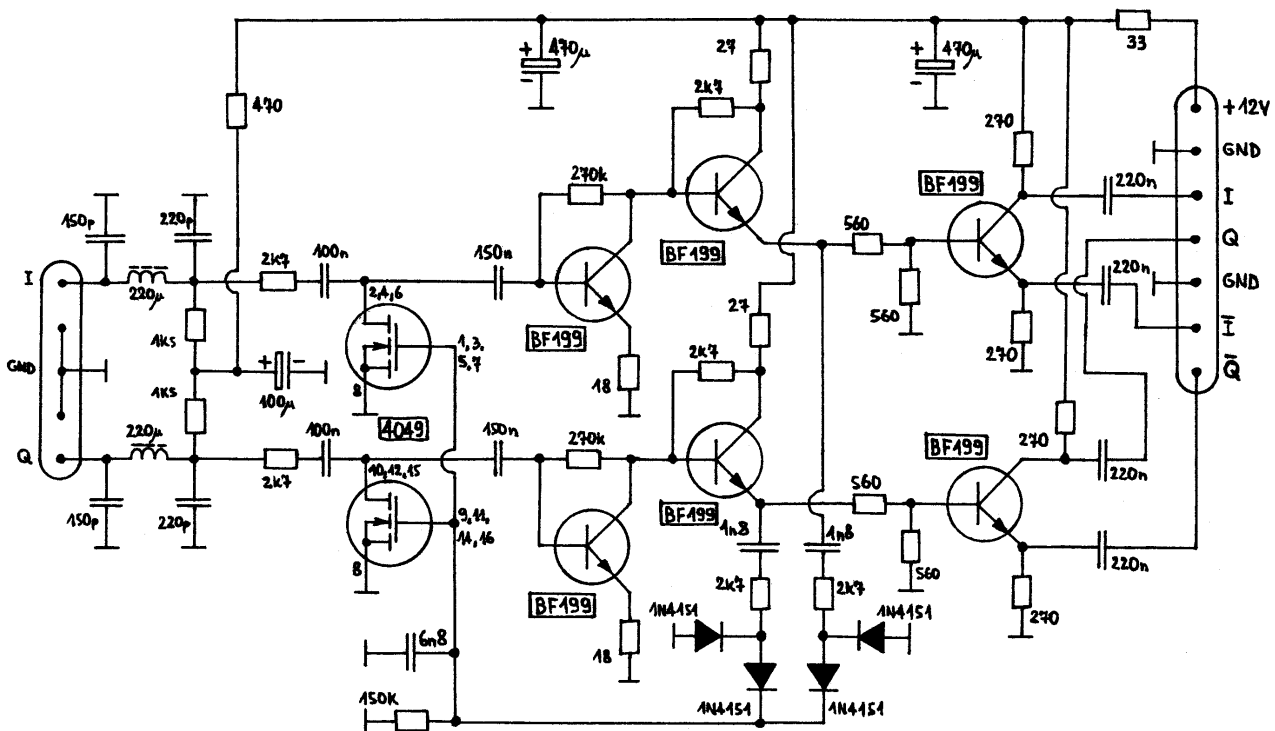 470μ
+
-
27
2k7
470
+
-
470μ
33
+12V
GND
I
Q
GND
I̅
Q̅
270
BF199
220n
220n
270
150p
220p
I
220μ
2k7
100n
2,4,6
150n
270k
BF199
BF199
18
560
560
27
2k7
1k5
1k5
GND
+
-
100μ
1,3,
5,7
8
4049
Q
220μ
150p
220p
2k7
100n
10,12,15
9,11,
14,16
8
150n
270k
BF199
18
BF199
560
560
BF199
270
220n
220n
270
1n8
1n8
2k7
2k7
1N4151
1N4151
1N4151
1N4151
6n8
150K